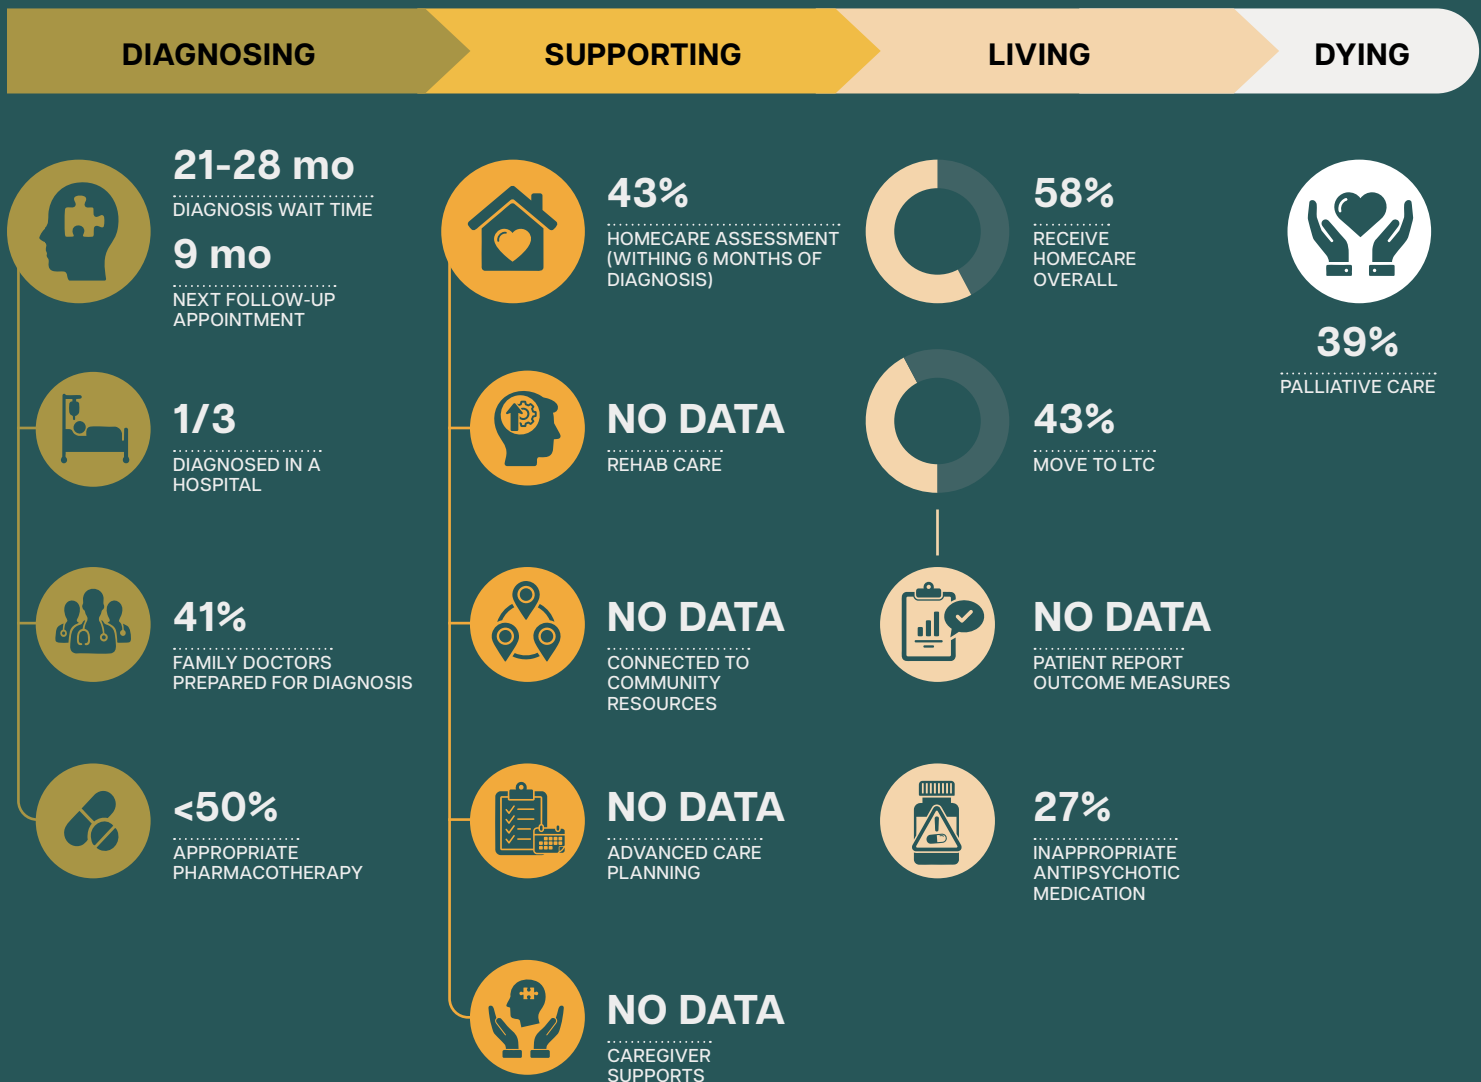 DIAGNOSING
SUPPORTING
LIVING
DYING
21-28 mo
DIAGNOSIS WAIT TIME
9 mo
NEXT FOLLOW-UP
APPOINTMENT
1/3
DIAGNOSED IN A
HOSPITAL
41%
FAMILY DOCTORS
PREPARED FOR DIAGNOSIS
<50%
APPROPRIATE
PHARMACOTHERAPY
43%
HOMECARE ASSESSMENT
(WITHING 6 MONTHS OF
DIAGNOSIS)
NO DATA
REHAB CARE
NO DATA
CONNECTED TO
COMMUNITY
RESOURCES
NO DATA
ADVANCED CARE
PLANNING
NO DATA
CAREGIVER
SUPPORTS
58%
RECEIVE
HOMECARE
OVERALL
43%
MOVE TO LTC
NO DATA
PATIENT REPORT
OUTCOME MEASURES
27%
INAPPROPRIATE
ANTIPSYCHOTIC
MEDICATION
39%
PALLIATIVE CARE